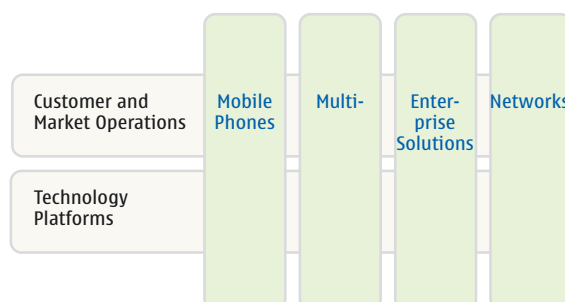 Customer and
Market Operations
Mobile
Phones
Multi-
Enter-
prise
Solutions
Networks
Technology
Platforms